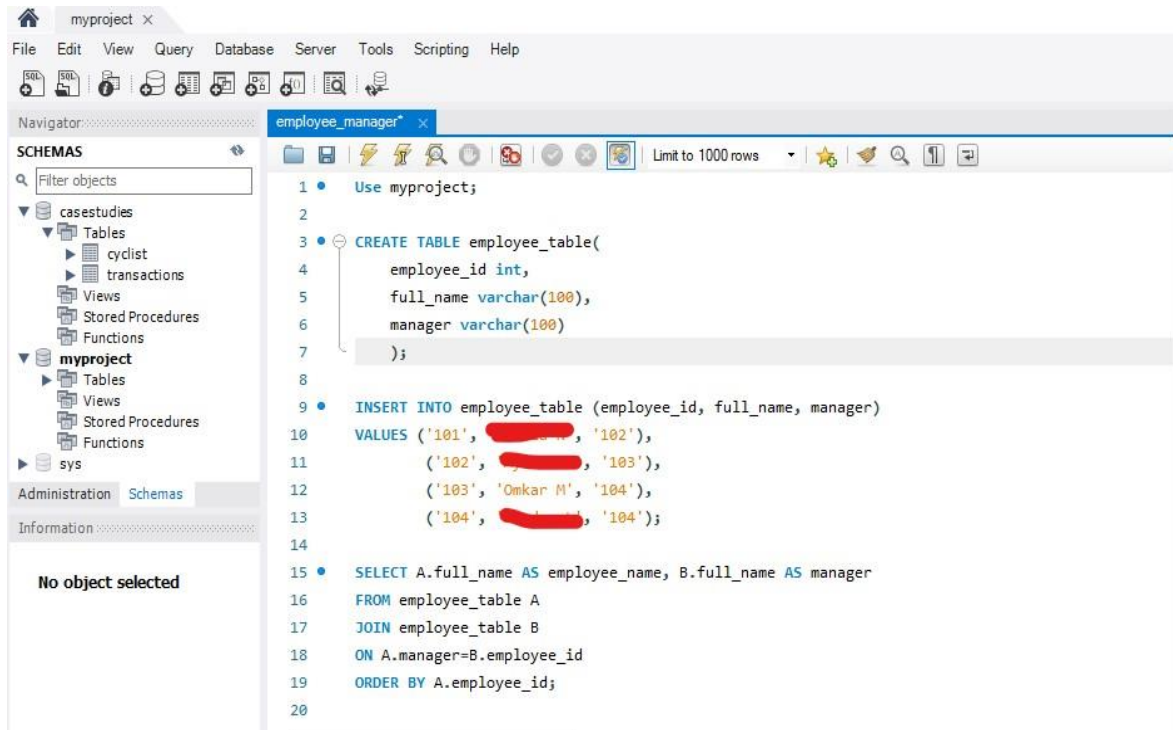 myproject ×
File Edit View Query Database Server Tools Scripting Help
Navigator
SCHEMAS
Filter objects
casestudies
Tables
cyclist
transactions
Views
Stored Procedures
Functions
myproject
Tables
Views
Stored Procedures
Functions
sys
Administration Schemas
Information
No object selected
employee_manager* ×
Limit to 1000 rows
1 Use myproject;
2
3 CREATE TABLE employee_table(
4 employee_id int,
5 full_name varchar(100),
6 manager varchar(100)
7 );
8
9 INSERT INTO employee_table (employee_id, full_name, manager)
10 VALUES ('101', ', '102'),
11 ('102', ', '103'),
12 ('103', 'Omkar M', '104'),
13 ('104', ', '104');
14
15 SELECT A.full_name AS employee_name, B.full_name AS manager
16 FROM employee_table A
17 JOIN employee_table B
18 ON A.manager=B.employee_id
19 ORDER BY A.employee_id;
20